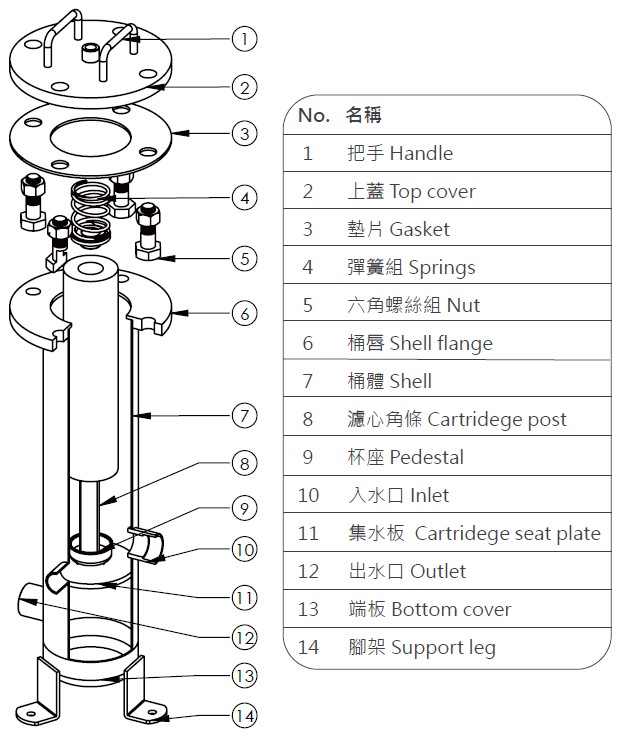 1
2
3
4
5
6
7
8
9
10
11
12
13
14
No. 名稱
1 把手 Handle
2 上蓋 Top cover
3 墊片 Gasket
4 彈簧組 Springs
5 六角螺絲組 Nut
6 桶唇 Shell flange
7 桶體 Shell
8 濾心角條 Cartridege post
9 杯座 Pedestal
10 入水口 Inlet
11 集水板 Cartridege seat plate
12 出水口 Outlet
13 端板 Bottom cover
14 腳架 Support leg